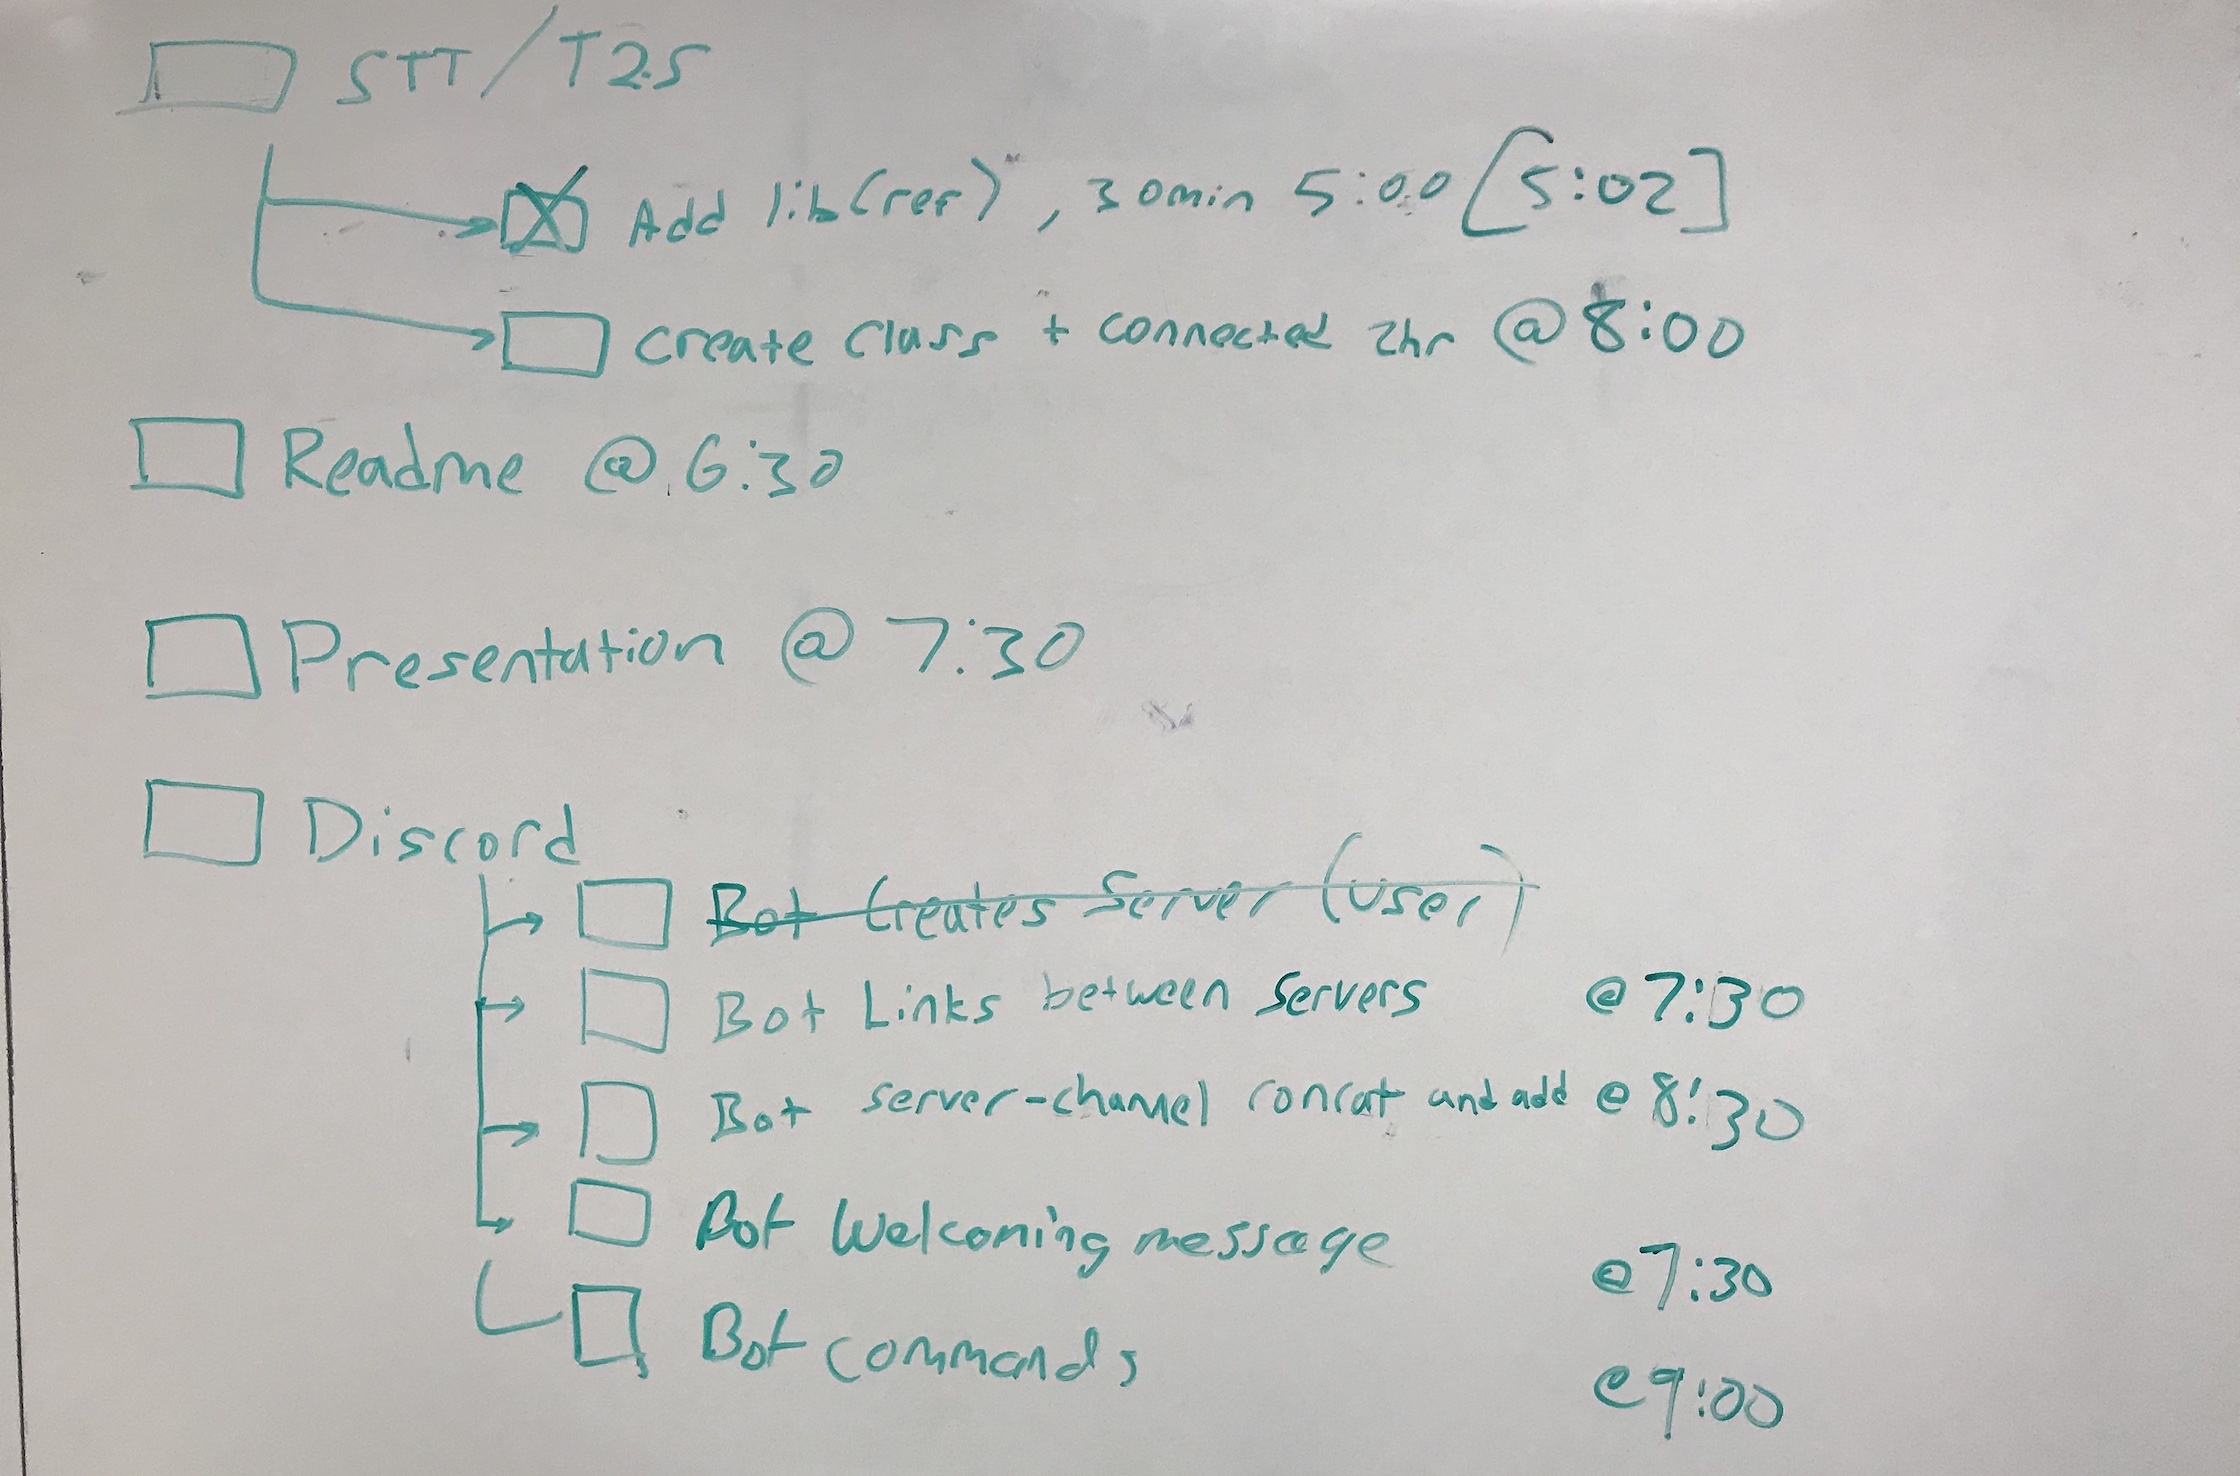 STT/T2S
Add lib(ref), 30min 5:00 [5:02]
create class + connected 2hr @ 8:00
Readme @ 6:30
Presentation @ 7:30
Discord
Bot Creates Server (user)
Bot Links between Servers @ 7:30
Bot server-channel concat and add @ 8:30
Bot Welcoming message @ 7:30
Bot commands @ 9:00